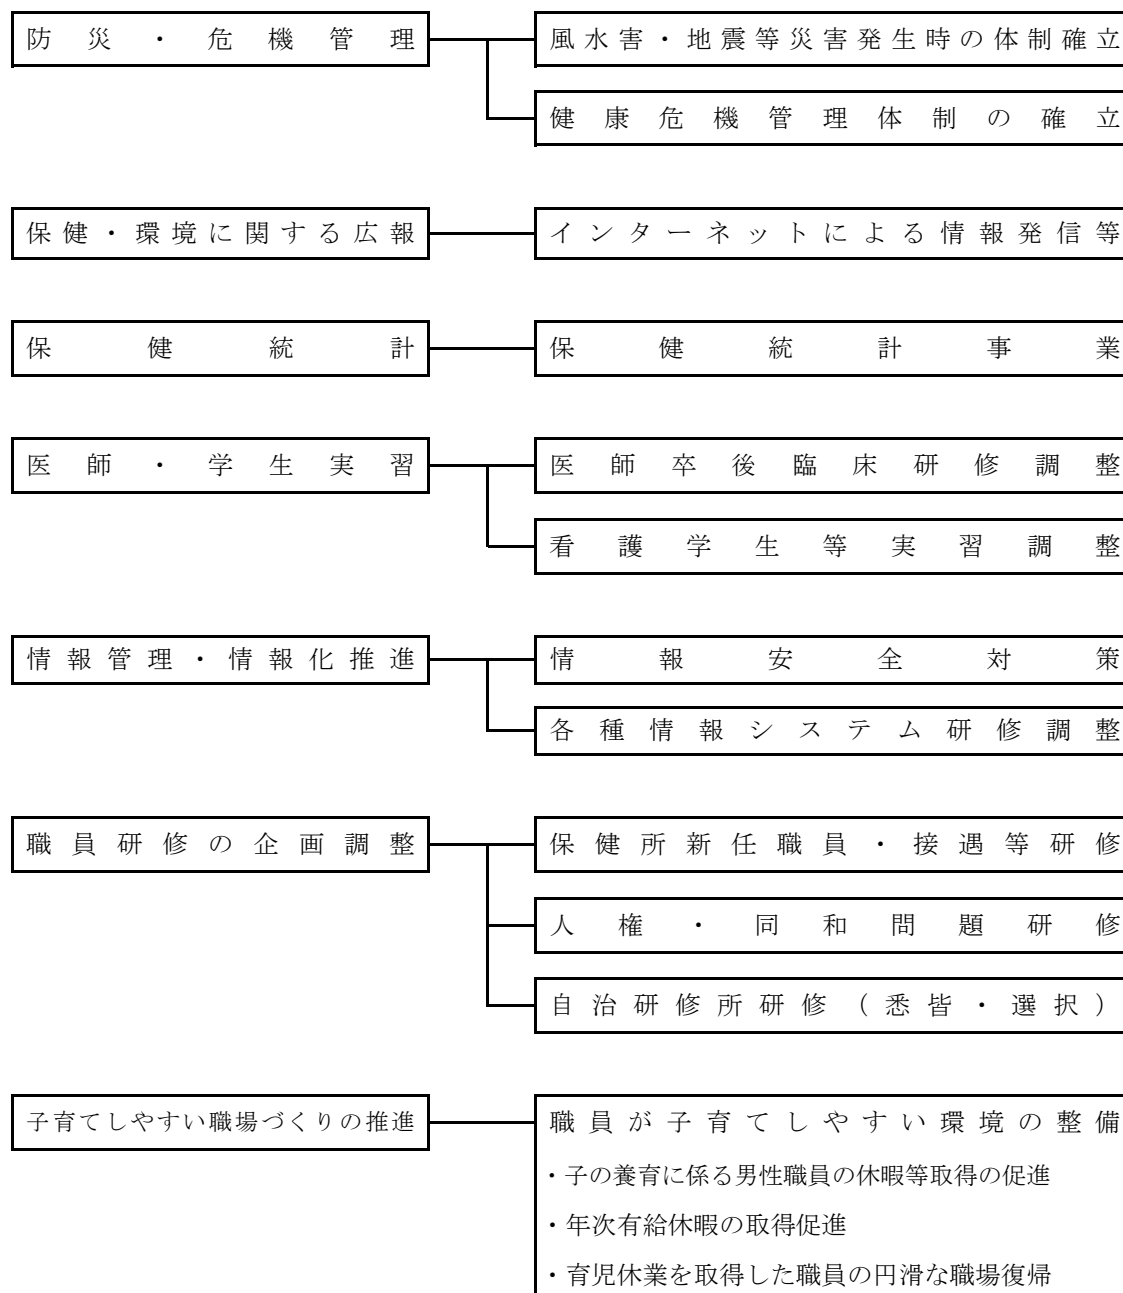 防災・危機管理
風水害・地震等災害発生時の体制確立
健康危機管理体制の確立
保健・環境に関する広報
インターネットによる情報発信等
保健統計
保健統計事業
医師・学生実習
医師卒後臨床研修調整
看護学生等実習調整
情報管理・情報化推進
情報安全対策
各種情報システム研修調整
職員研修の企画調整
保健所新任職員・接遇等研修
人権・同和問題研修
自治研修所研修(悉皆・選択)
子育てしやすい職場づくりの推進
職員が子育てしやすい環境の整備
・子の養育に係る男性職員の休暇等取得の促進
・年次有給休暇の取得促進
・育児休業を取得した職員の円滑な職場復帰